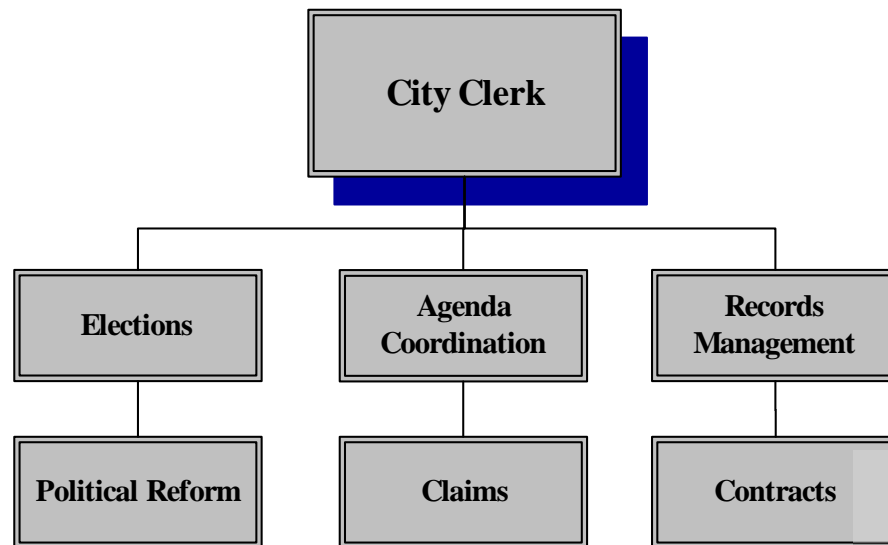 City Clerk
Elections
Agenda
Coordination
Records
Management
Political Reform
Claims
Contracts